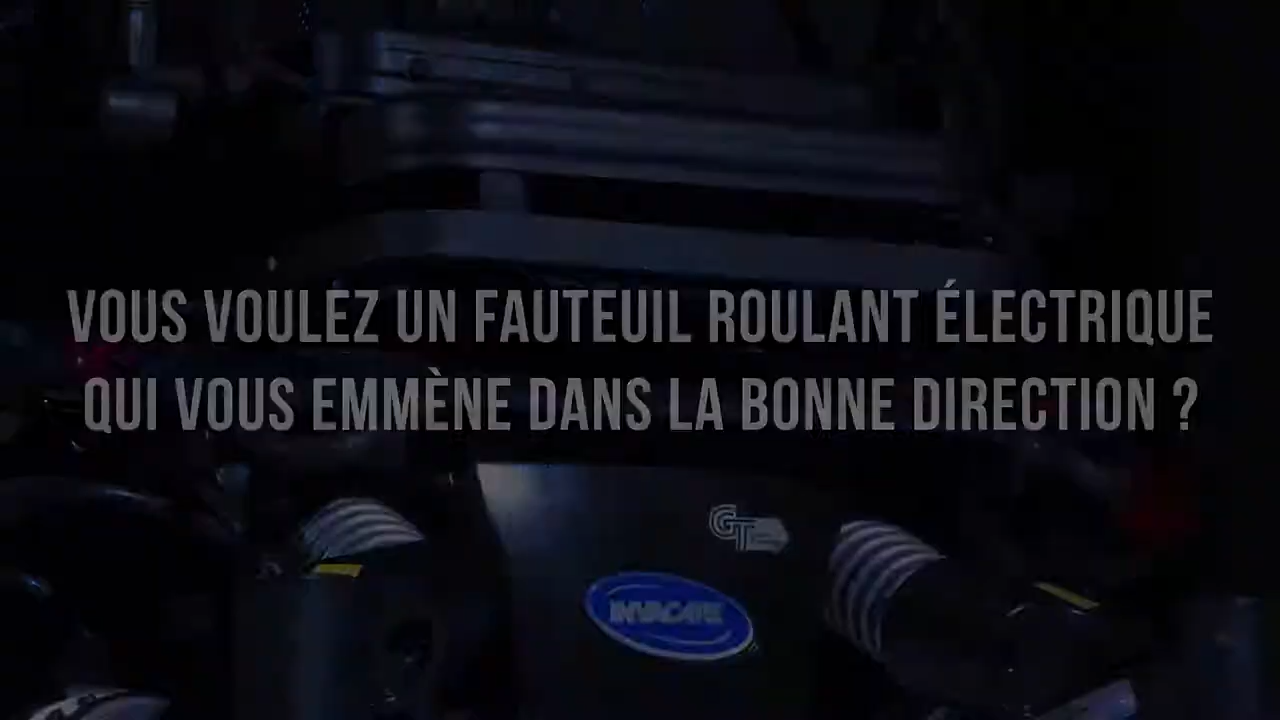 VOUS VOULEZ UN FAUTEUIL ROULANT ÉLECTRIQUE
QUI VOUS EMMÈNE DANS LA BONNE DIRECTION ?
GT
INVACARE